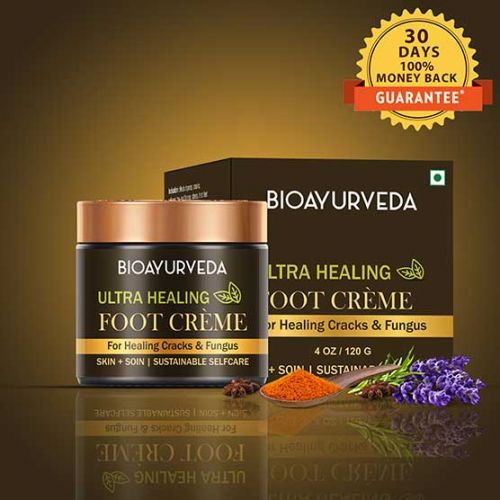 30
DAYS
100%
MONEY BACK
GUARANTEE*
BIOAYURVEDA
ULTRA HEALING
FOOT CRÈME
For Healing Cracks & Fungus
4 OZ / 120 G
SOIN | SUSTAINABLE
BIOAYURVEDA
ULTRA HEALING
FOOT CRÈME
For Healing Cracks & Fungus
SKIN + SOIN | SUSTAINABLE SELFCARE